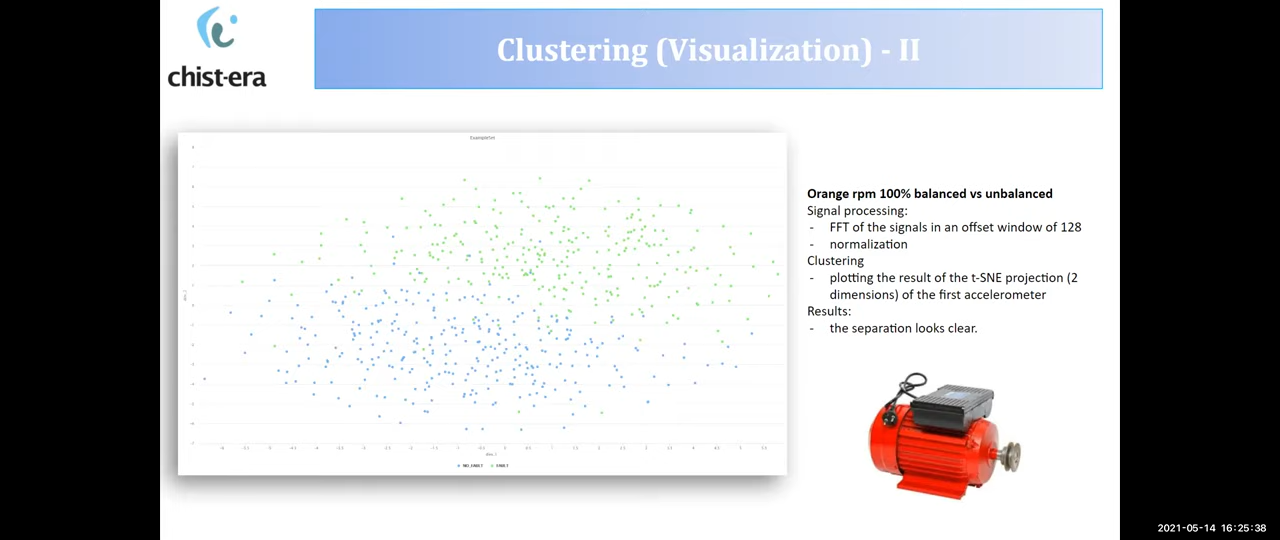 chist-era
Clustering (Visualization) - II
ExampleSet
Orange rpm 100% balanced vs unbalanced
Signal processing:
- FFT of the signals in an offset window of 128
- normalization
Clustering
- plotting the result of the t-SNE projection (2
dimensions) of the first accelerometer
Results:
- the separation looks clear.
NO_FAULT FAULT
2021-05-14 16:25:38